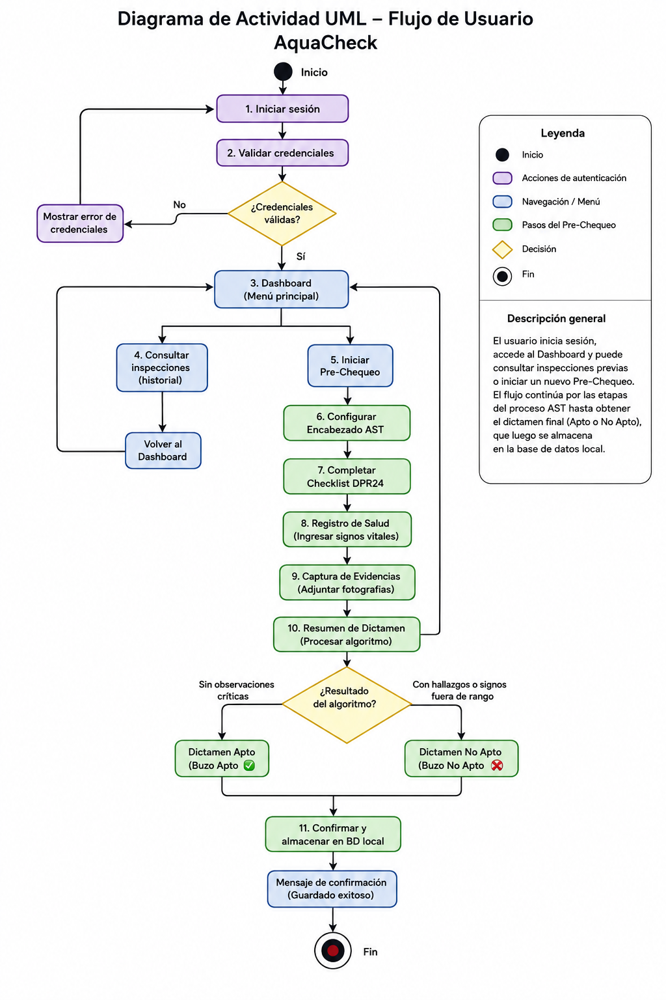 Diagrama de Actividad UML – Flujo de Usuario
AquaCheck
Inicio
1. Iniciar sesión
2. Validar credenciales
¿Credenciales
válidas?
No
Mostrar error de
credenciales
Sí
3. Dashboard
(Menú principal)
4. Consultar
inspecciones
(historial)
Volver al
Dashboard
5. Iniciar
Pre-Chequeo
6. Configurar
Encabezado AST
7. Completar
Checklist DPR24
8. Registro de Salud
(Ingresar signos vitales)
9. Captura de Evidencias
(Adjuntar fotografias)
10. Resumen de Dictamen
(Procesar algoritmo)
¿Resultado
del algoritmo?
Sin observaciones
críticas
Con hallazgos o signos
fuera de rango
Dictamen Apto
(Buzo Apto ✅
Dictamen No Apto
(Buzo No Apto ❌
11. Confirmar y
almacenar en BD local
Mensaje de confirmación
(Guardado exitoso)
Fin
Leyenda
Inicio
Acciones de autenticación
Navegación / Menú
Pasos del Pre-Chequeo
Decisión
Fin
Descripción general
El usuario inicia sesión,
accede al Dashboard y puede
consultar inspecciones previas
o iniciar un nuevo Pre-Chequeo.
El flujo continúa por las etapas
del proceso AST hasta obtener
el dictamen final (Apto o No Apto),
que luego se almacena
en la base de datos local.